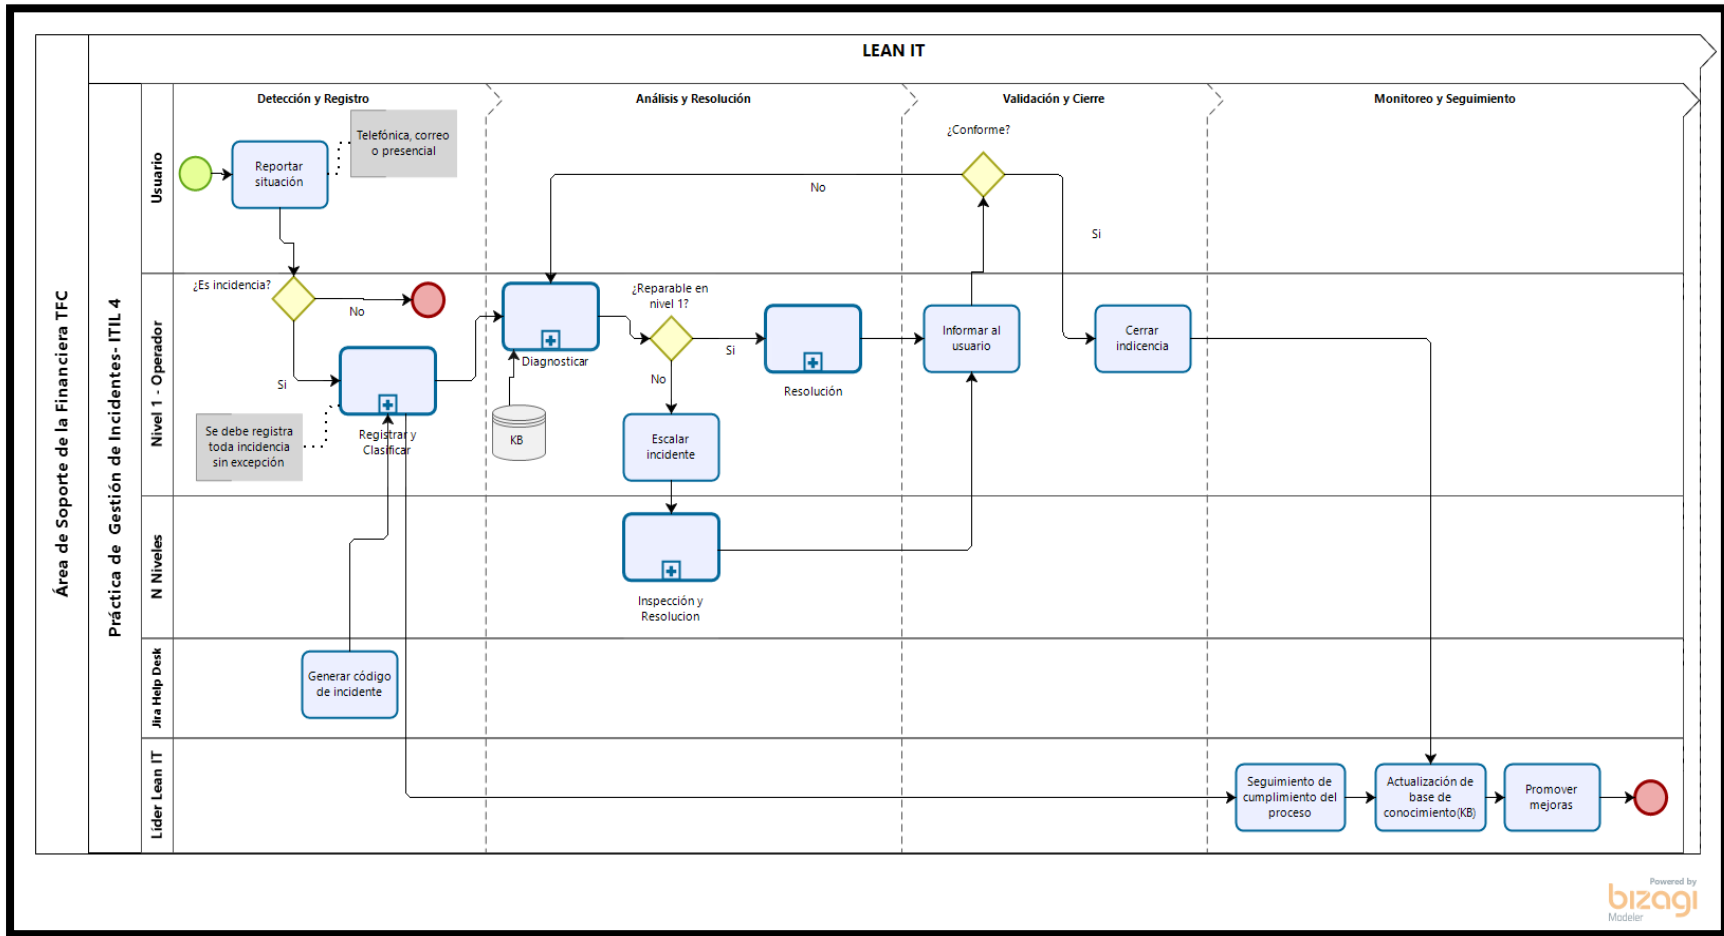 LEAN IT
Área de Soporte de la Financiera TFC
Práctica de Gestión de Incidentes- ITIL 4
Detección y Registro
Análisis y Resolución
Validación y Cierre
Monitoreo y Seguimiento
Usuario
Reportar
situación
Telefónica, correo
o presencial
¿Conforme?
No
Si
Nivel 1 - Operador
¿Es incidencia?
No
Si
Se debe registra
toda incidencia
sin excepción
Registrar y
Clasificar
Diagnosticar
KB
¿Reparable en
nivel 1?
Si
No
Escalar
incidente
Resolución
Informar al
usuario
Cerrar
indicencia
N Niveles
Inspección y
Resolucion
Jira Help Desk
Generar código
de incidente
Líder Lean IT
Seguimiento de
cumplimiento del
proceso
Actualización de
base de
conocimiento(KB)
Promover
mejoras
Powered by
bizagi
Modeler